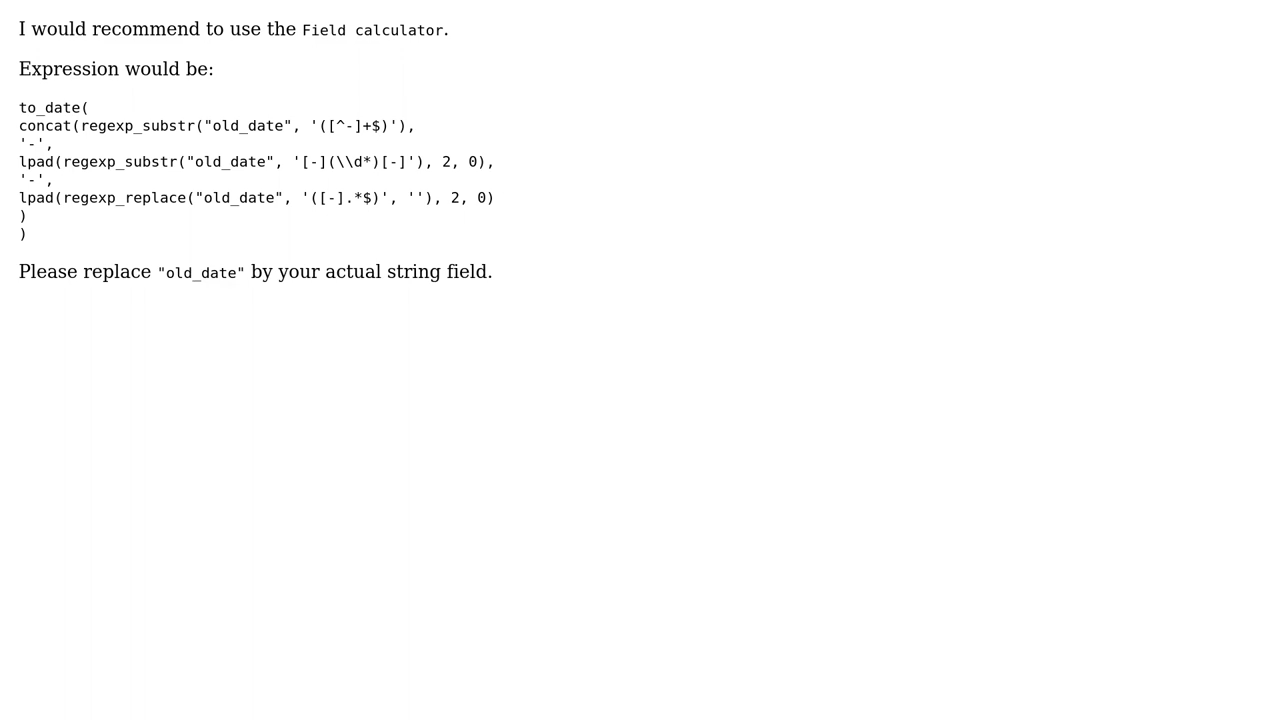 I would recommend to use the Field calculator.
Expression would be:
to_date(
concat(regexp_substr("old_date", '([^-]+$)'),
'-',
lpad(regexp_substr("old_date", '[-](\\d*)[-]'), 2, 0),
'-',
lpad(regexp_replace("old_date", '([-].*$)', ''), 2, 0)
)
)
Please replace "old_date" by your actual string field.